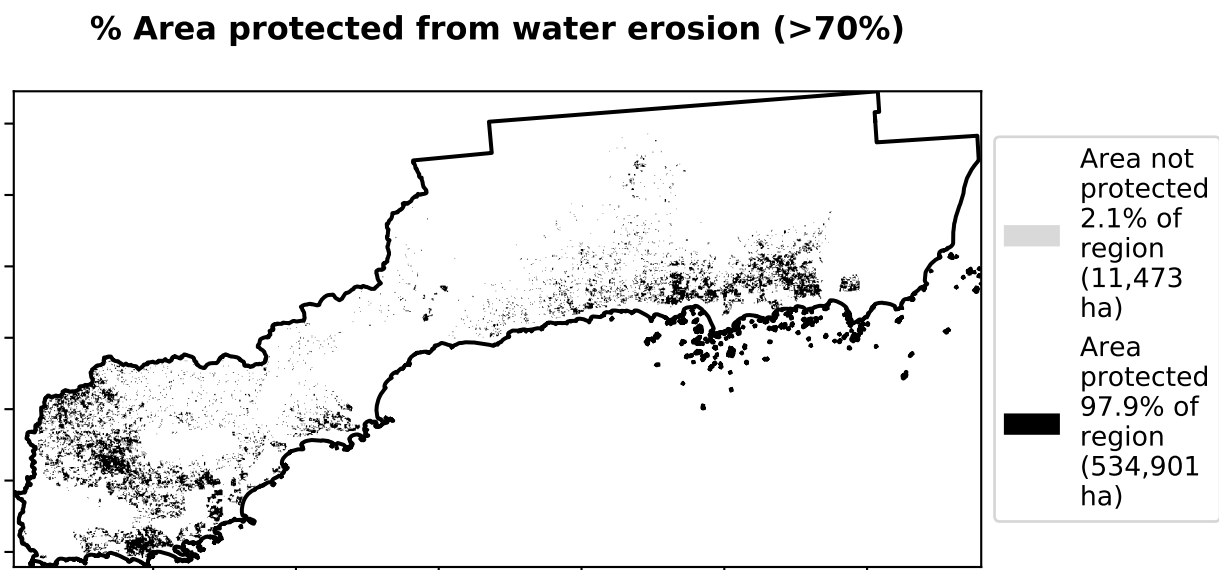 % Area protected from water erosion (>70%)
Area not
protected
2.1% of
region
(11,473
ha)
Area
protected
97.9% of
region
(534,901
ha)